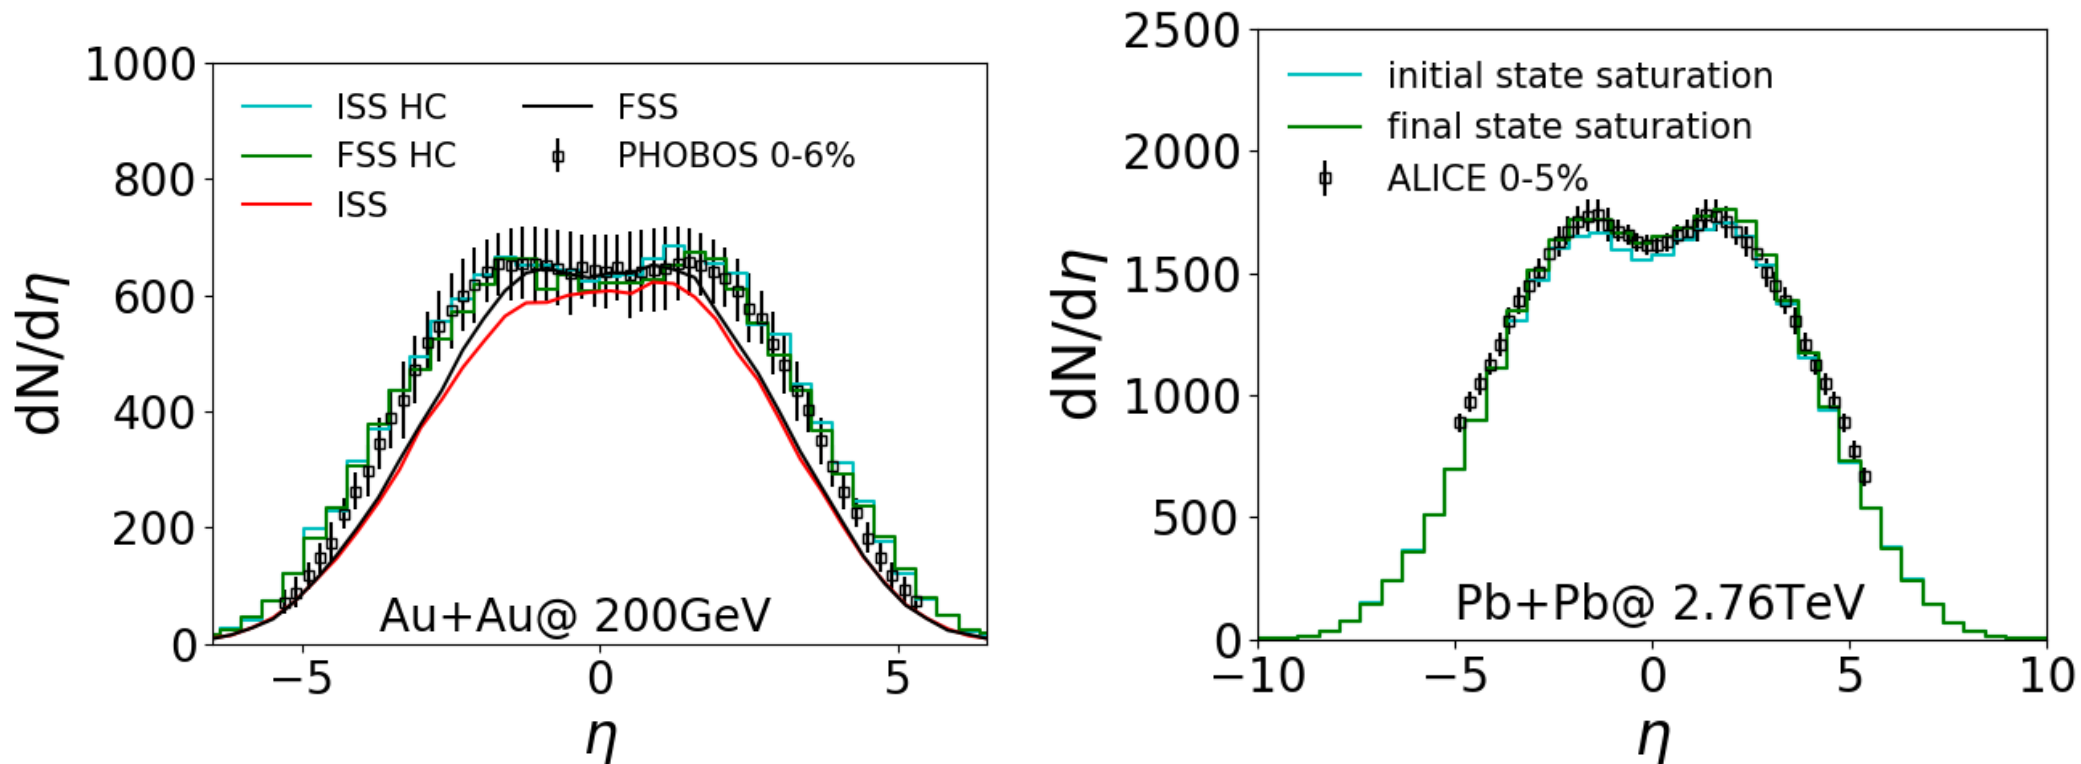 1000
800
600
400
200
0
dN/dη
ISS HC
FSS HC
ISS
FSS
PHOBOS 0-6%
Au+Au@ 200GeV
−5
0
5
η
2500
2000
1500
1000
500
0
dN/dη
initial state saturation
final state saturation
ALICE 0-5%
Pb+Pb@ 2.76TeV
−10
−5
0
5
10
η